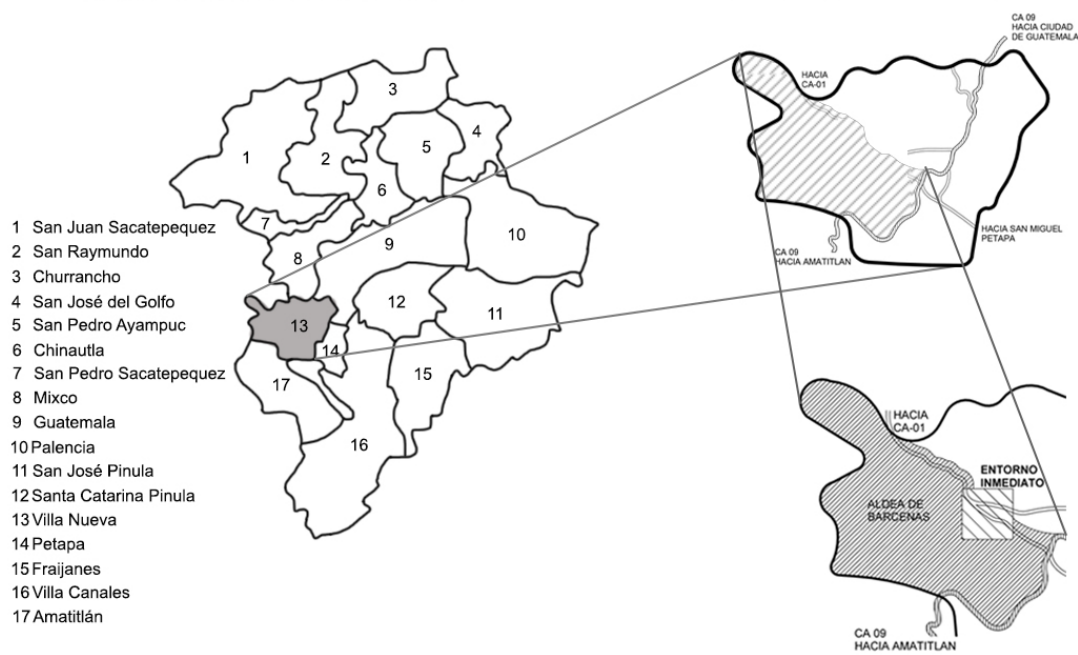 1 San Juan Sacatepequez
2 San Raymundo
3 Churrancho
4 San José del Golfo
5 San Pedro Ayampuc
6 Chinautla
7 San Pedro Sacatepequez
8 Mixco
9 Guatemala
10 Palencia
11 San José Pinula
12 Santa Catarina Pinula
13 Villa Nueva
14 Petapa
15 Fraijanes
16 Villa Canales
17 Amatitlán
3
4
5
2
1
6
7
10
9
8
12
11
13
14
15
17
16
CA 09
HACIA CIUDAD
DE GUATEMALA
HACIA
CA-01
HACIA SAN MIGUEL
PETAPA
CA 09
HACIA AMATITLAN
HACIA
CA-01
ENTORNO
INMEDIATO
ALDEA DE
BARCENAS
CA 09
HACIA AMATITLAN